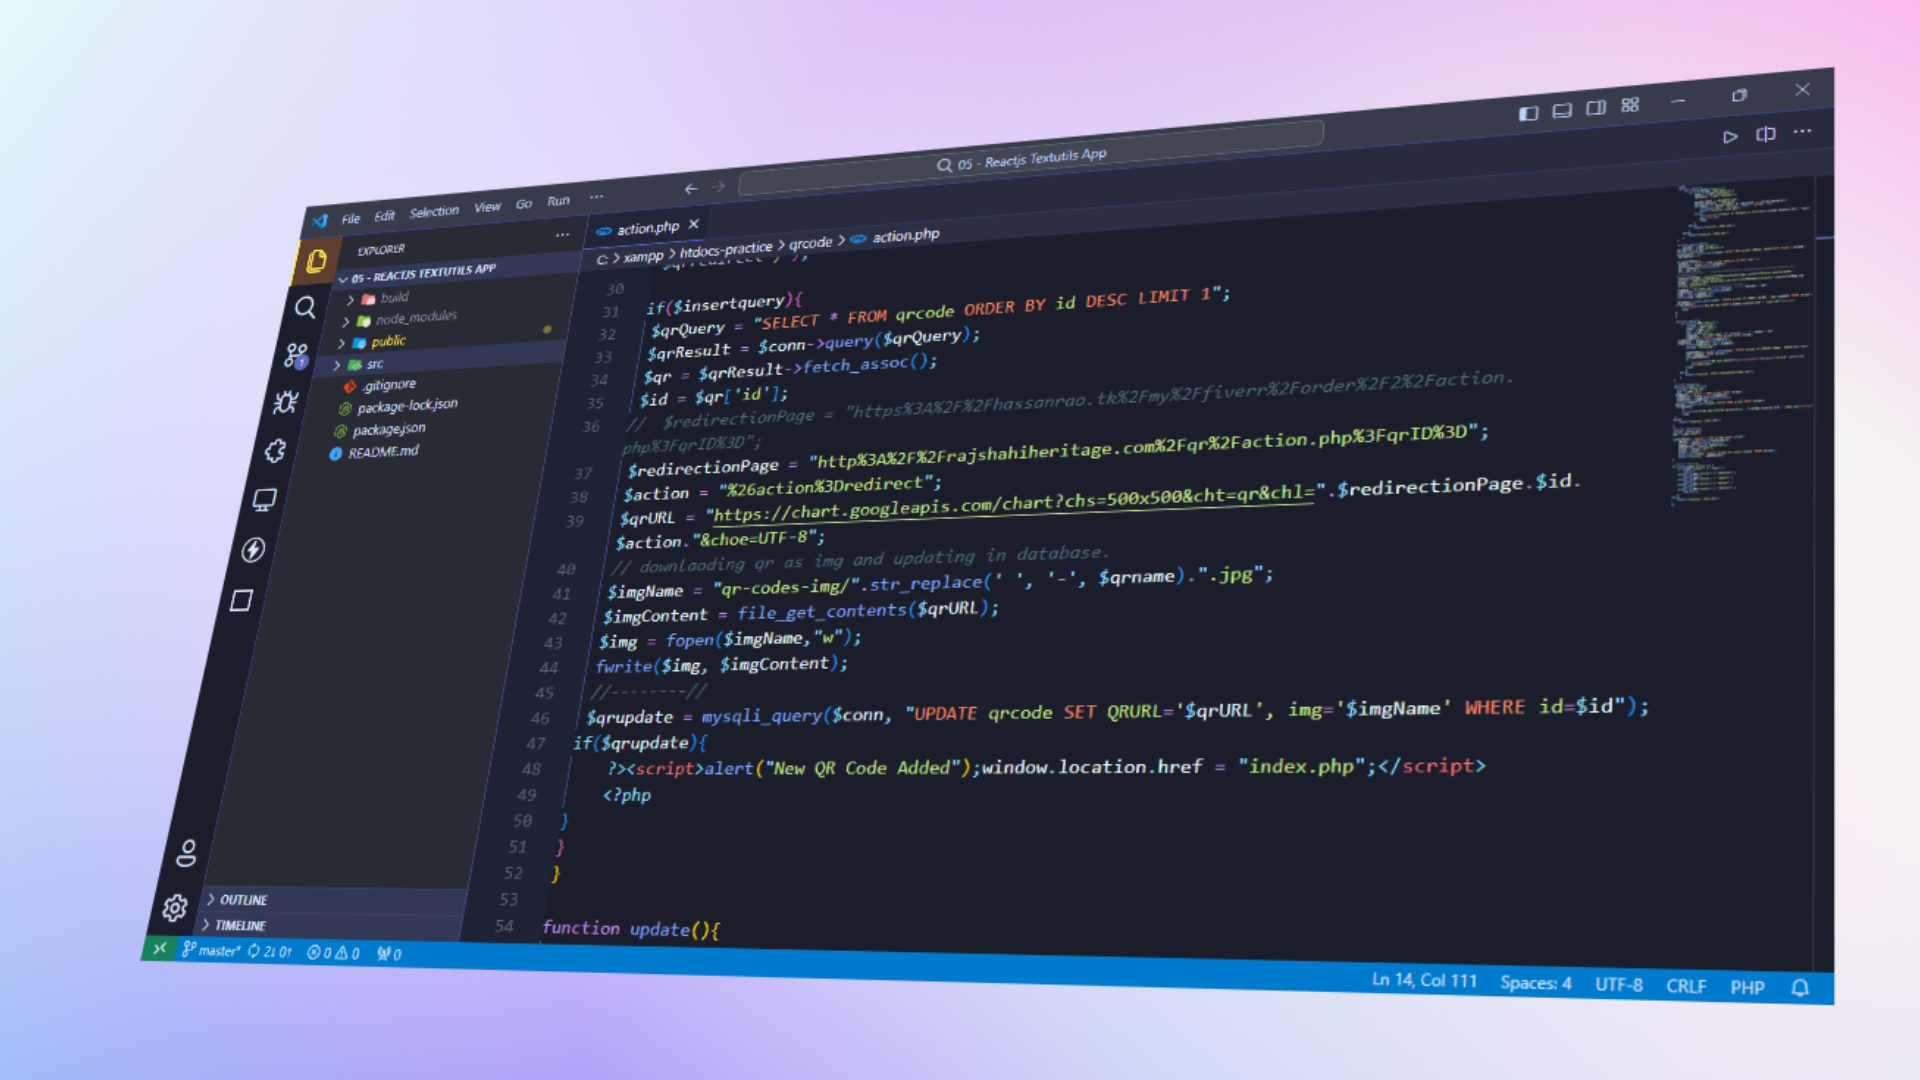 File Edit Selection View Go Run ...
05 - Reactjs Textutils App
EXPLORER ...
05 - REACTJS TEXTUTILS APP
build
node_modules
public
src
.gitignore
package-lock.json
package.json
README.md
OUTLINE
TIMELINE
action.php
C: > xampp > htdocs-practice > qrcode > action.php
30
31 if($insertquery){
32 $qrQuery = "SELECT * FROM qrcode ORDER BY id DESC LIMIT 1";
33 $qrResult = $conn->query($qrQuery);
34 $qr = $qrResult->fetch_assoc();
35 $id = $qr['id'];
36 // $redirectionPage = "https%3A%2F%2Fhassanrao.tk%2Fmy%2Ffiverr%2Forder%2F2%2Faction.
php%3FqrID%3D";
37 $redirectionPage = "http%3A%2F%2Frajshahiheritage.com%2Fqr%2Faction.php%3FqrID%3D";
38 $action = "%26action%3Dredirect";
39 $qrURL = "https://chart.googleapis.com/chart?chs=500x500&cht=qr&chl=".$redirectionPage.$id.
$action."&choe=UTF-8";
40 // downlaoding qr as img and updating in database.
41 $imgName = "qr-codes-img/".str_replace(' ', '-', $qrname).".jpg";
42 $imgContent = file_get_contents($qrURL);
43 $img = fopen($imgName,"w");
44 fwrite($img, $imgContent);
45 //--------//
46 $qrupdate = mysqli_query($conn, "UPDATE qrcode SET QRURL='$qrURL', img='$imgName' WHERE id=$id");
47 if($qrupdate){
48 ?><script>alert("New QR Code Added");window.location.href = "index.php";</script>
49 <?php
50 }
51 }
52 }
53
54 function update(){
master* 2↓ 0↑ 0 0 0
Ln 14, Col 111 Spaces: 4 UTF-8 CRLF PHP